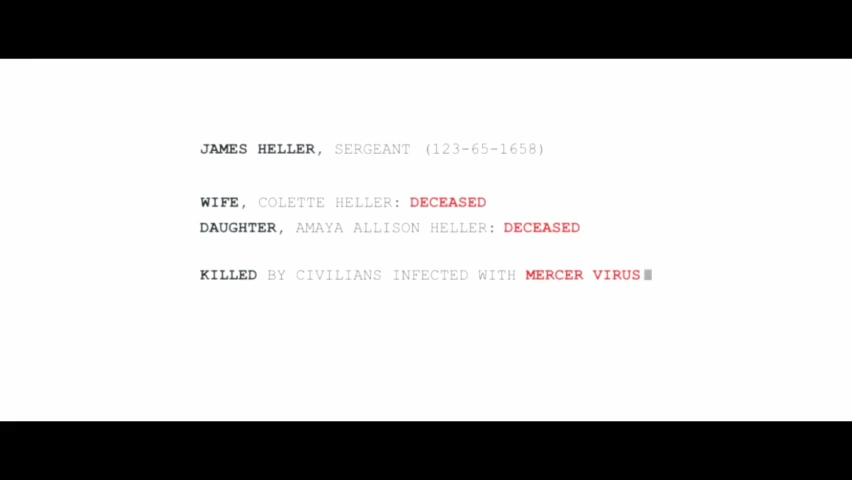 JAMES HELLER, SERGEANT (123-65-1658)
WIFE, COLETTE HELLER: DECEASED
DAUGHTER, AMAYA ALLISON HELLER: DECEASED
KILLED BY CIVILIANS INFECTED WITH MERCER VIRUS